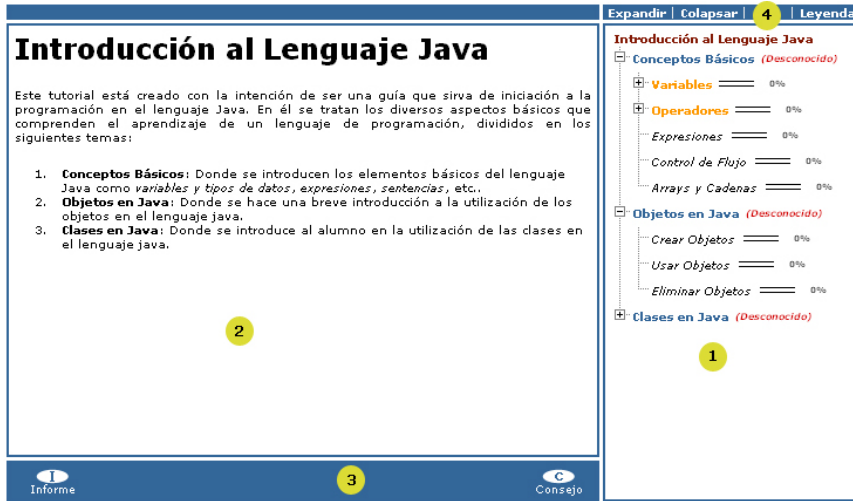 Expandir | Colapsar | 4 | Leyenda
Introducción al Lenguaje Java
Este tutorial está creado con la intención de ser una guía que sirva de iniciación a la
programación en el lenguaje Java. En él se tratan los diversos aspectos básicos que
comprenden el aprendizaje de un lenguaje de programación, divididos en los
siguientes temas:
1. Conceptos Básicos: Donde se introducen los elementos básicos del lenguaje
Java como variables y tipos de datos, expresiones, sentencias, etc..
2. Objetos en Java: Donde se hace una breve introducción a la utilización de los
objetos en el lenguaje java.
3. Clases en Java: Donde se introduce al alumno en la utilización de las clases en
el lenguaje java.
2
I
Informe
3
C
Consejo
Introducción al Lenguaje Java
Conceptos Básicos (Desconocido)
Variables 0%
Operadores 0%
Expresiones 0%
Control de Flujo 0%
Arrays y Cadenas 0%
Objetos en Java (Desconocido)
Crear Objetos 0%
Usar Objetos 0%
Eliminar Objetos 0%
Clases en Java (Desconocido)
1